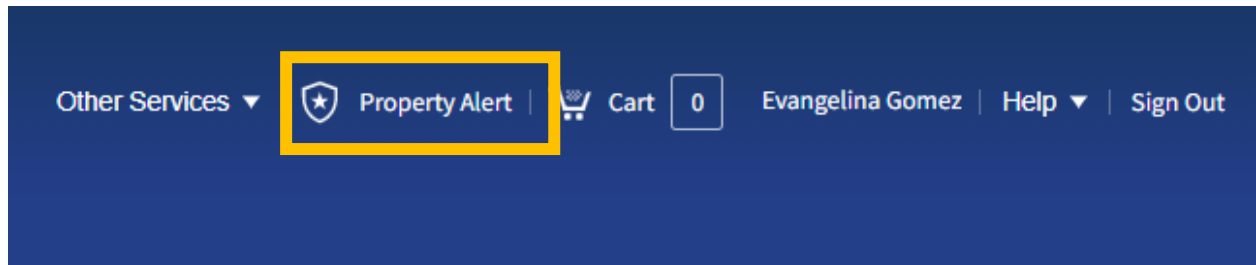 Other Services ▼ Property Alert | Cart 0 Evangelina Gomez | Help ▼ | Sign Out